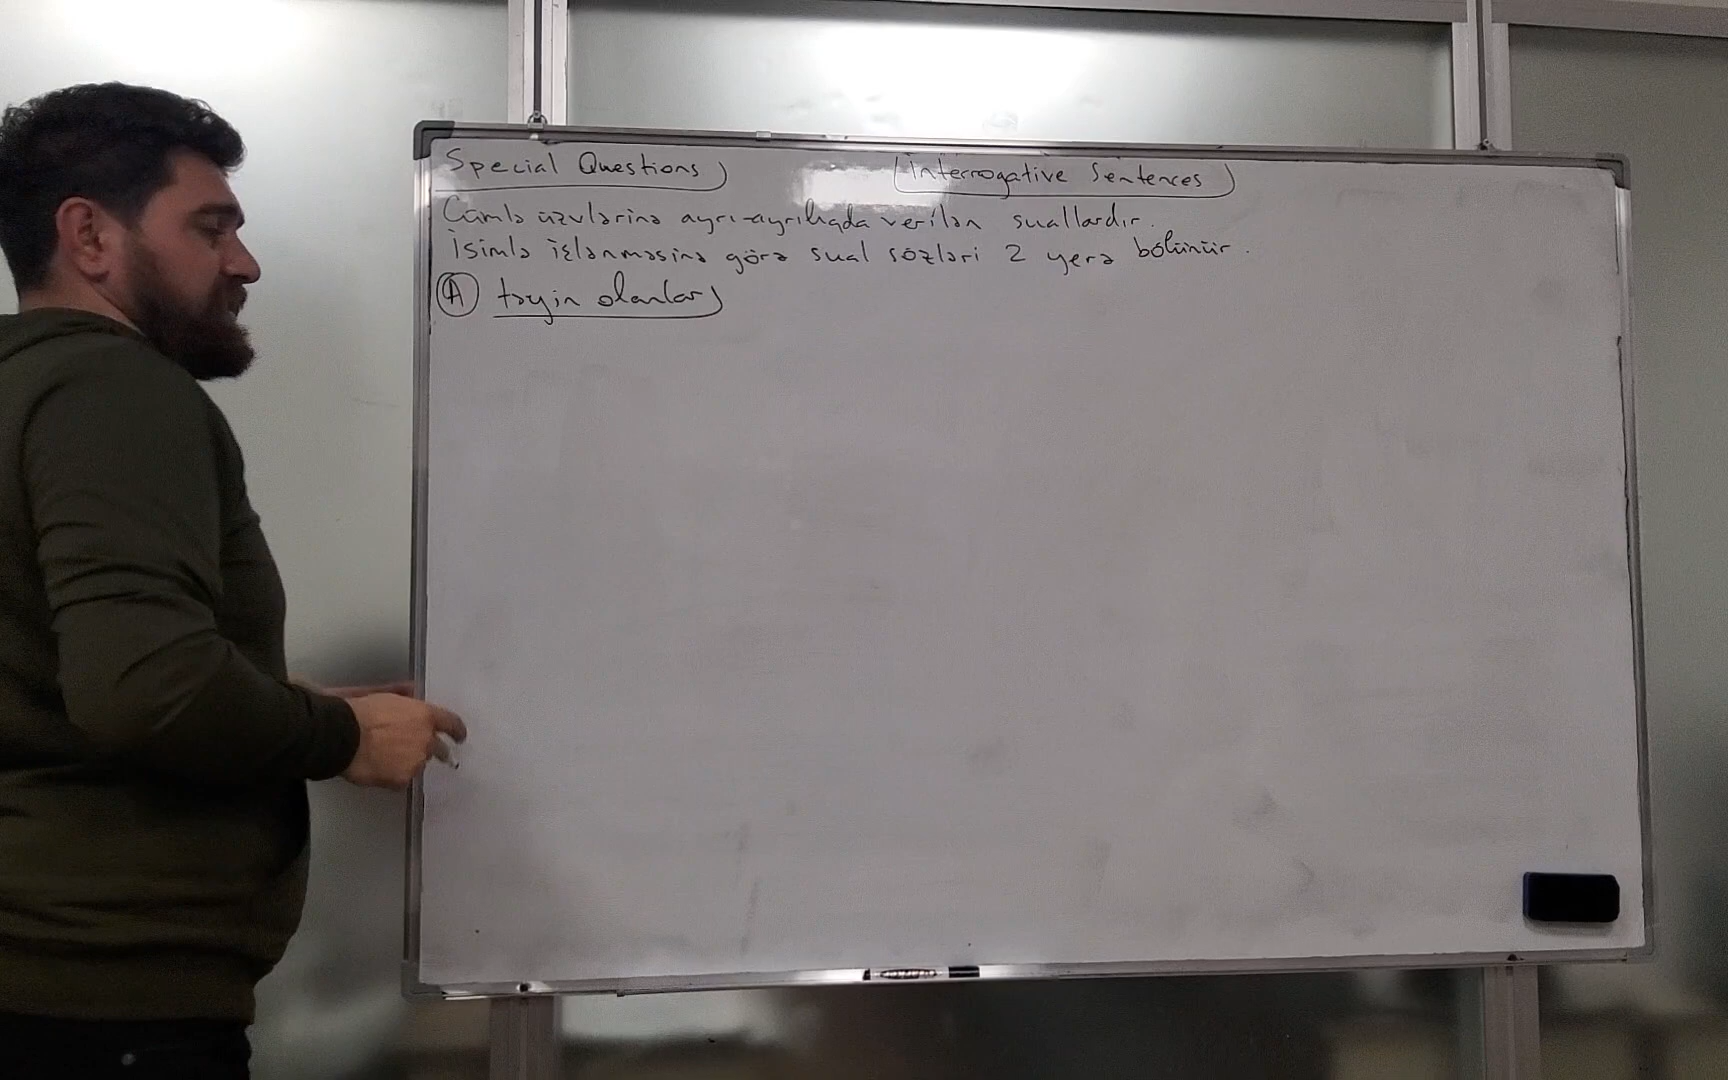 Special Questions
Interrogative Sentences
Cümlə üzvlərinə ayrı-ayrılıqda verilən suallardır.
İsimlə işlənməsinə görə sual sözləri 2 yerə bölünür.
A təyin olanlar